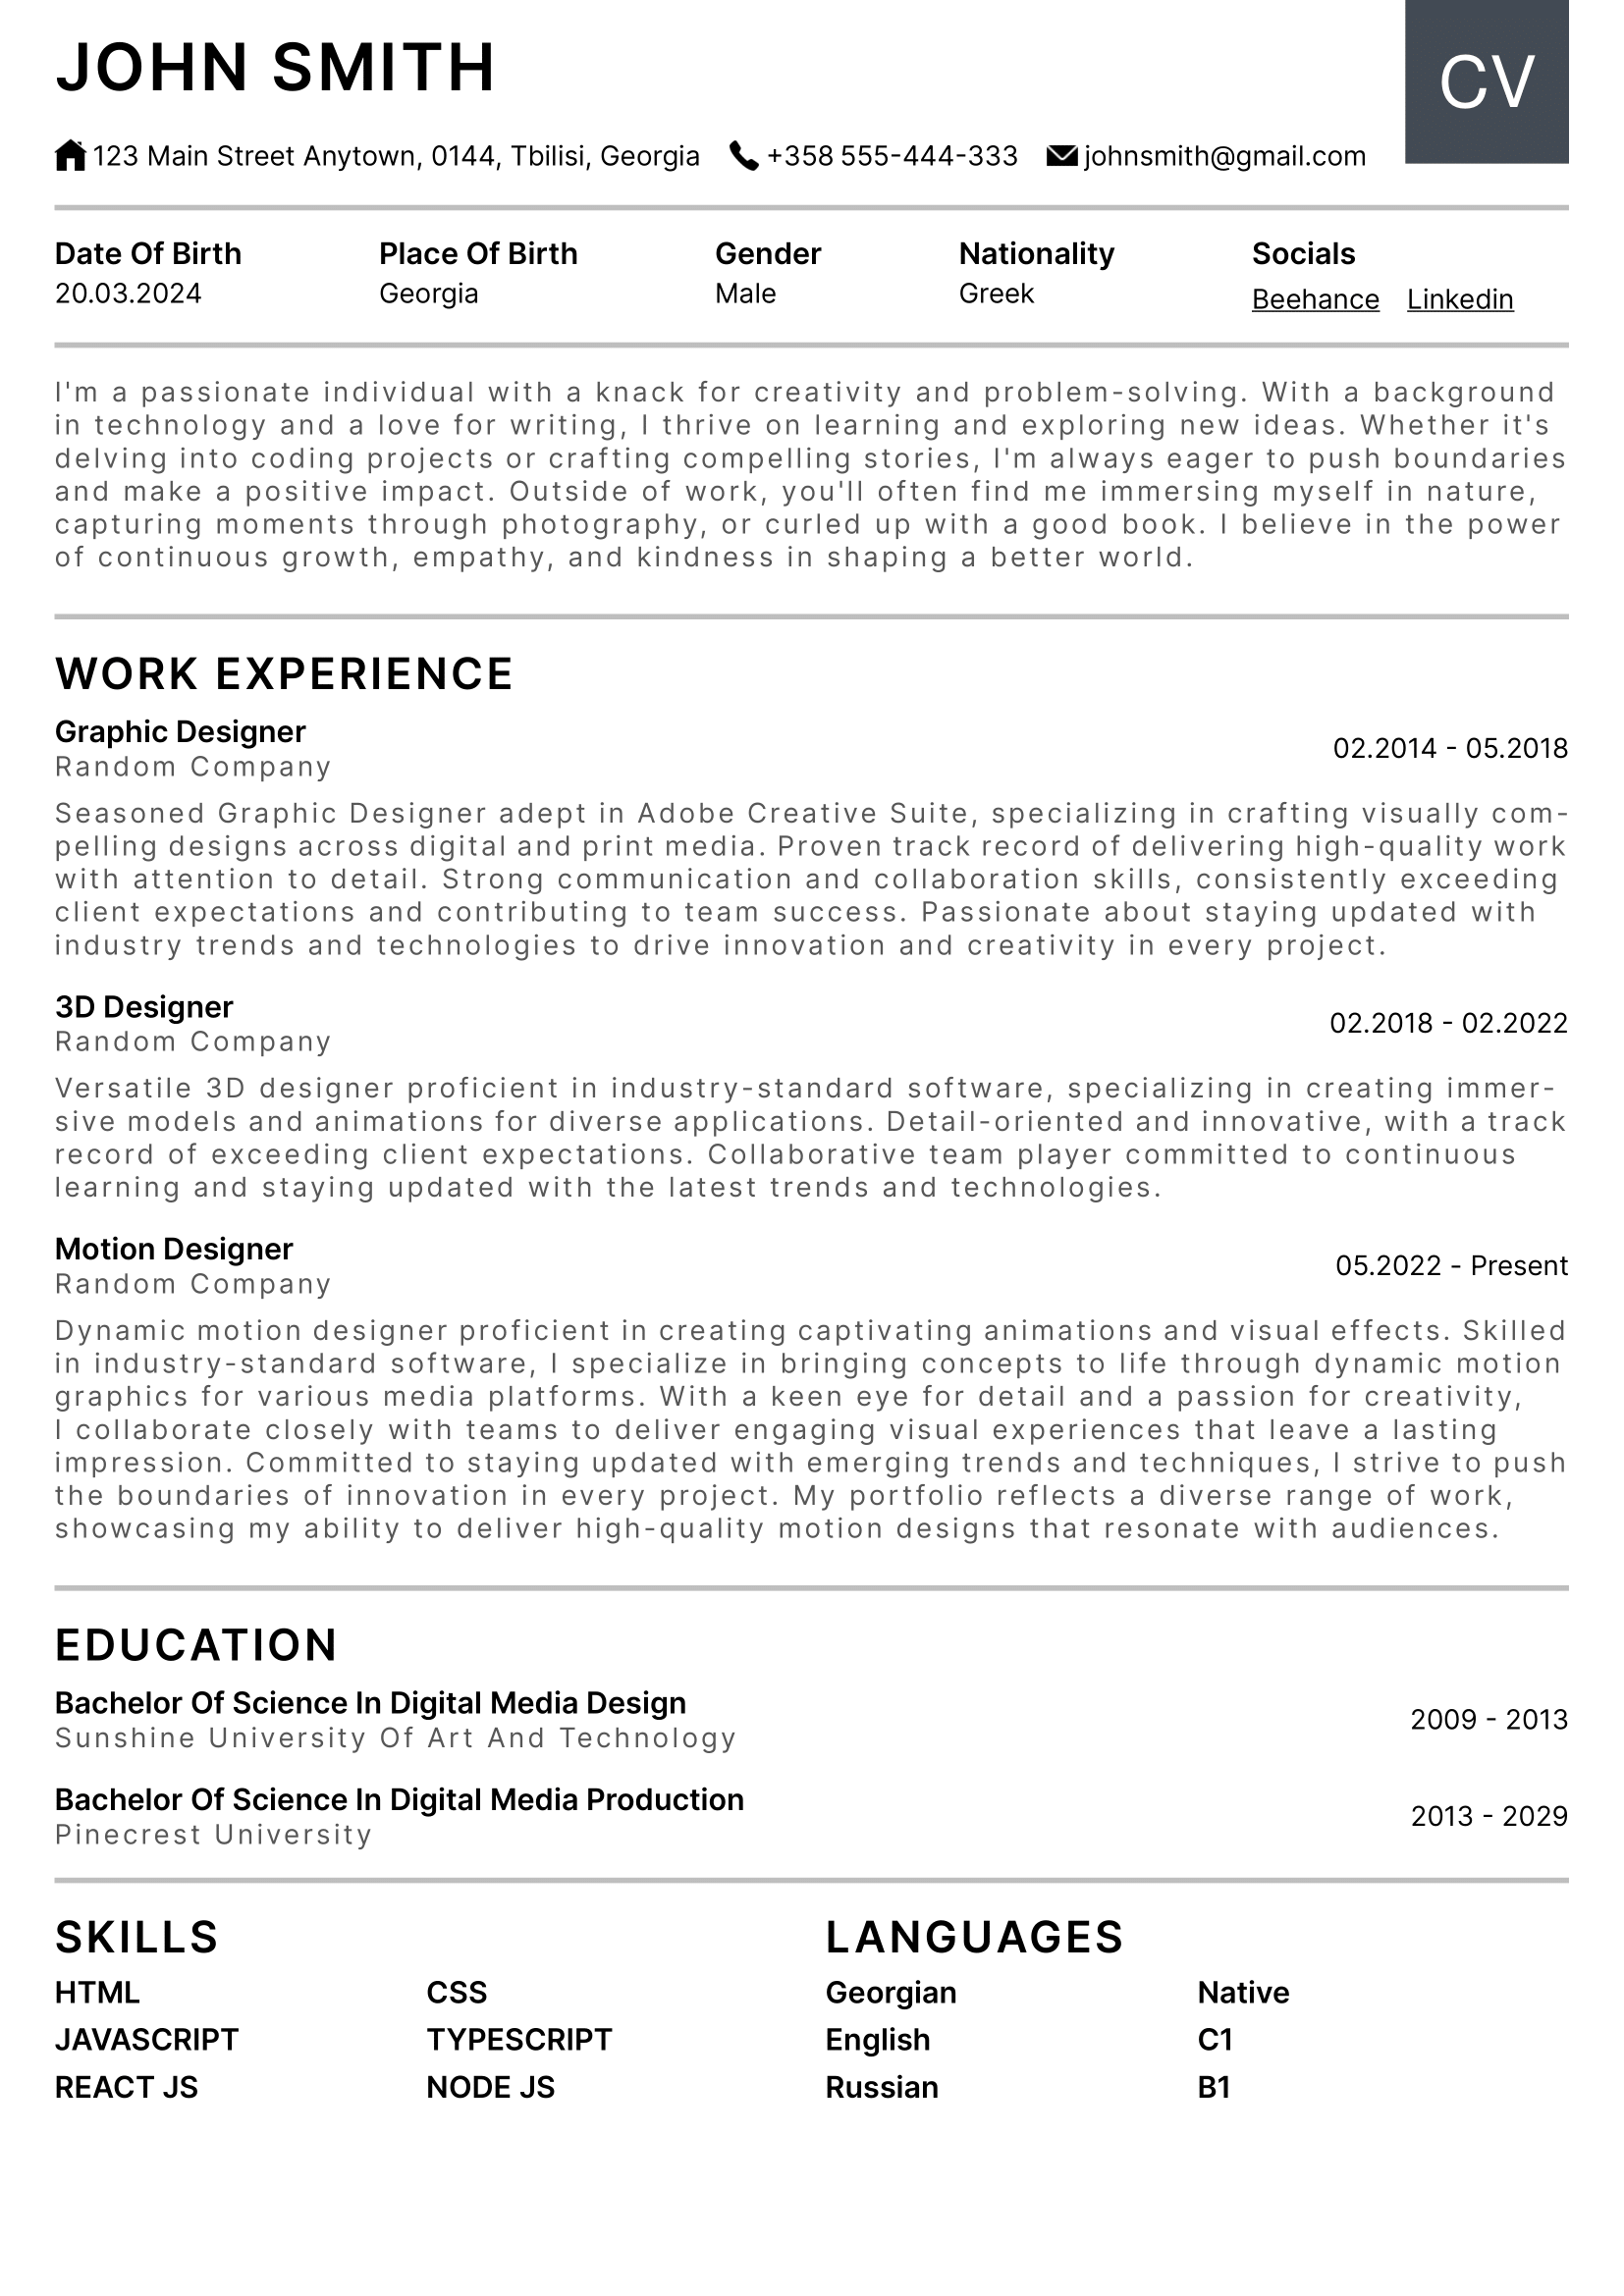 JOHN SMITH
CV
123 Main Street Anytown, 0144, Tbilisi, Georgia +358 555-444-333 johnsmith@gmail.com
Date Of Birth Place Of Birth Gender Nationality Socials
20.03.2024 Georgia Male Greek Beehance Linkedin
I'm a passionate individual with a knack for creativity and problem-solving. With a background
in technology and a love for writing, I thrive on learning and exploring new ideas. Whether it's
delving into coding projects or crafting compelling stories, I'm always eager to push boundaries
and make a positive impact. Outside of work, you'll often find me immersing myself in nature,
capturing moments through photography, or curled up with a good book. I believe in the power
of continuous growth, empathy, and kindness in shaping a better world.
WORK EXPERIENCE
Graphic Designer
Random Company
02.2014 - 05.2018
Seasoned Graphic Designer adept in Adobe Creative Suite, specializing in crafting visually com-
pelling designs across digital and print media. Proven track record of delivering high-quality work
with attention to detail. Strong communication and collaboration skills, consistently exceeding
client expectations and contributing to team success. Passionate about staying updated with
industry trends and technologies to drive innovation and creativity in every project.
3D Designer
Random Company
02.2018 - 02.2022
Versatile 3D designer proficient in industry-standard software, specializing in creating immer-
sive models and animations for diverse applications. Detail-oriented and innovative, with a track
record of exceeding client expectations. Collaborative team player committed to continuous
learning and staying updated with the latest trends and technologies.
Motion Designer
Random Company
05.2022 - Present
Dynamic motion designer proficient in creating captivating animations and visual effects. Skilled
in industry-standard software, I specialize in bringing concepts to life through dynamic motion
graphics for various media platforms. With a keen eye for detail and a passion for creativity,
I collaborate closely with teams to deliver engaging visual experiences that leave a lasting
impression. Committed to staying updated with emerging trends and techniques, I strive to push
the boundaries of innovation in every project. My portfolio reflects a diverse range of work,
showcasing my ability to deliver high-quality motion designs that resonate with audiences.
EDUCATION
Bachelor Of Science In Digital Media Design
Sunshine University Of Art And Technology
2009 - 2013
Bachelor Of Science In Digital Media Production
Pinecrest University
2013 - 2029
SKILLS
HTML CSS
JAVASCRIPT TYPESCRIPT
REACT JS NODE JS
LANGUAGES
Georgian Native
English C1
Russian B1